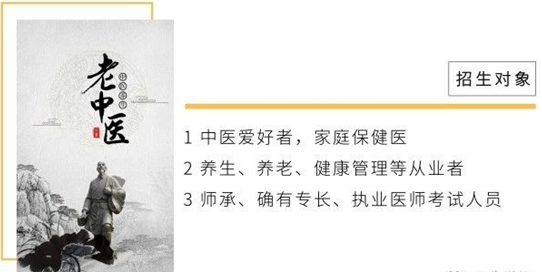 老中医
招生对象
1 中医爱好者，家庭保健医
2 养生、养老、健康管理等从业者
3 师承、确有专长、执业医师考试人员